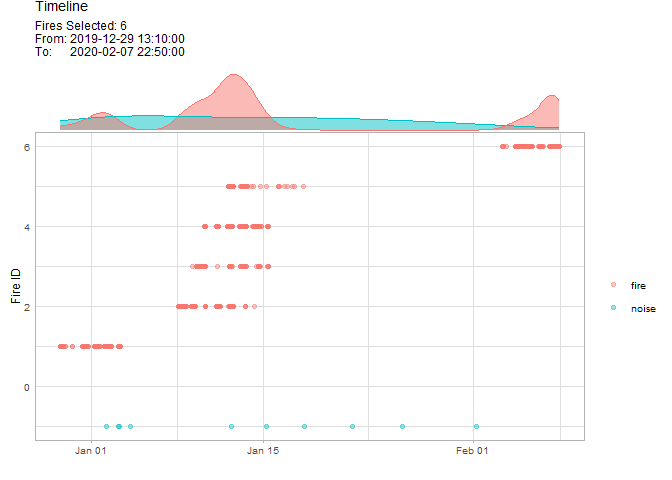 Timeline
Fires Selected: 6
From: 2019-12-29 13:10:00
To: 2020-02-07 22:50:00
6
4
2
0
Fire ID
Jan 01
Jan 15
Feb 01
fire
noise